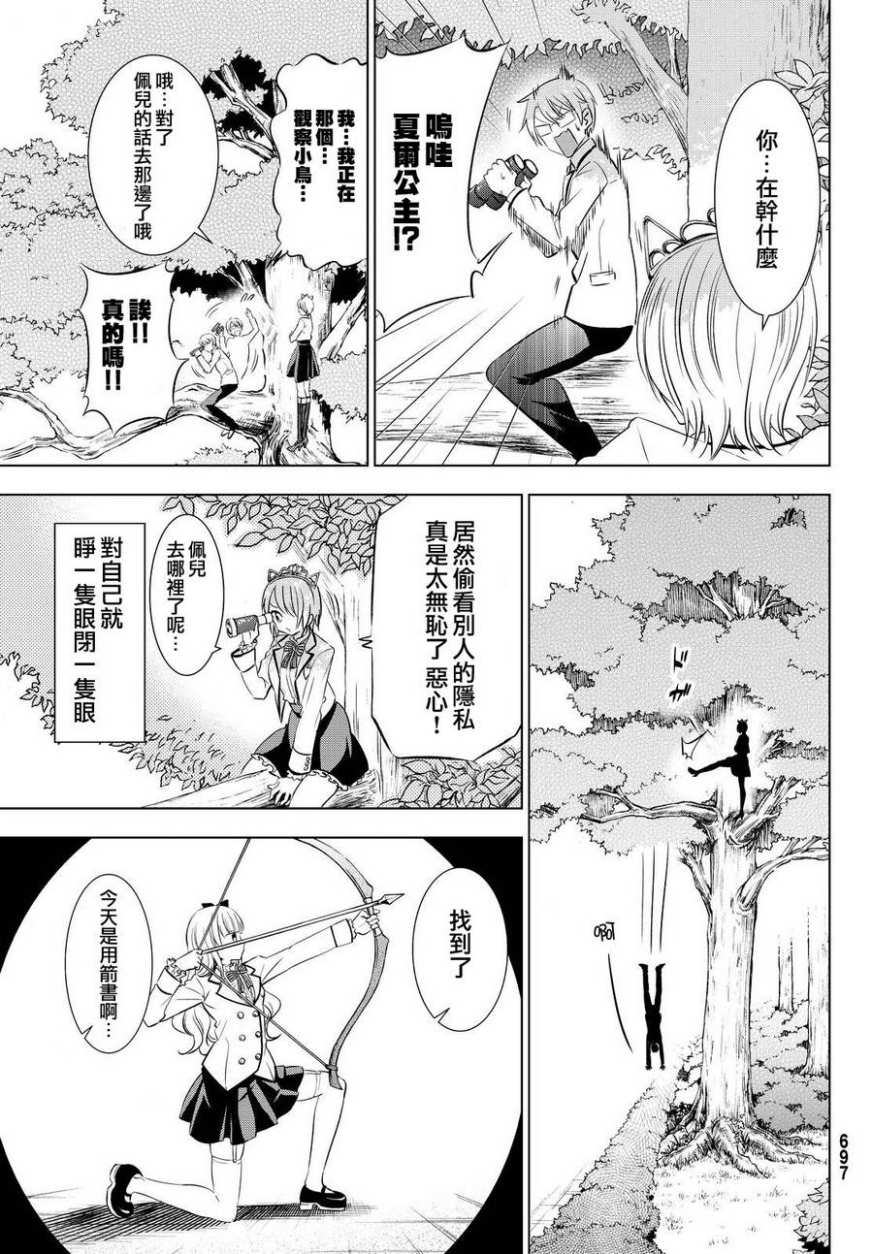 你…在幹什麼
嗚哇
夏爾公主!?
我…我正在
那個…
觀察小鳥…
哦…對了
佩兒的話去那邊了哦
誒!!
真的嗎!!
ドガ
啊
居然偷看別人的隱私
真是太無恥了 惡心！
佩兒
去哪裡了呢…
對自己就
睜一隻眼閉一隻眼
找到了
今天是用箭書啊…
697